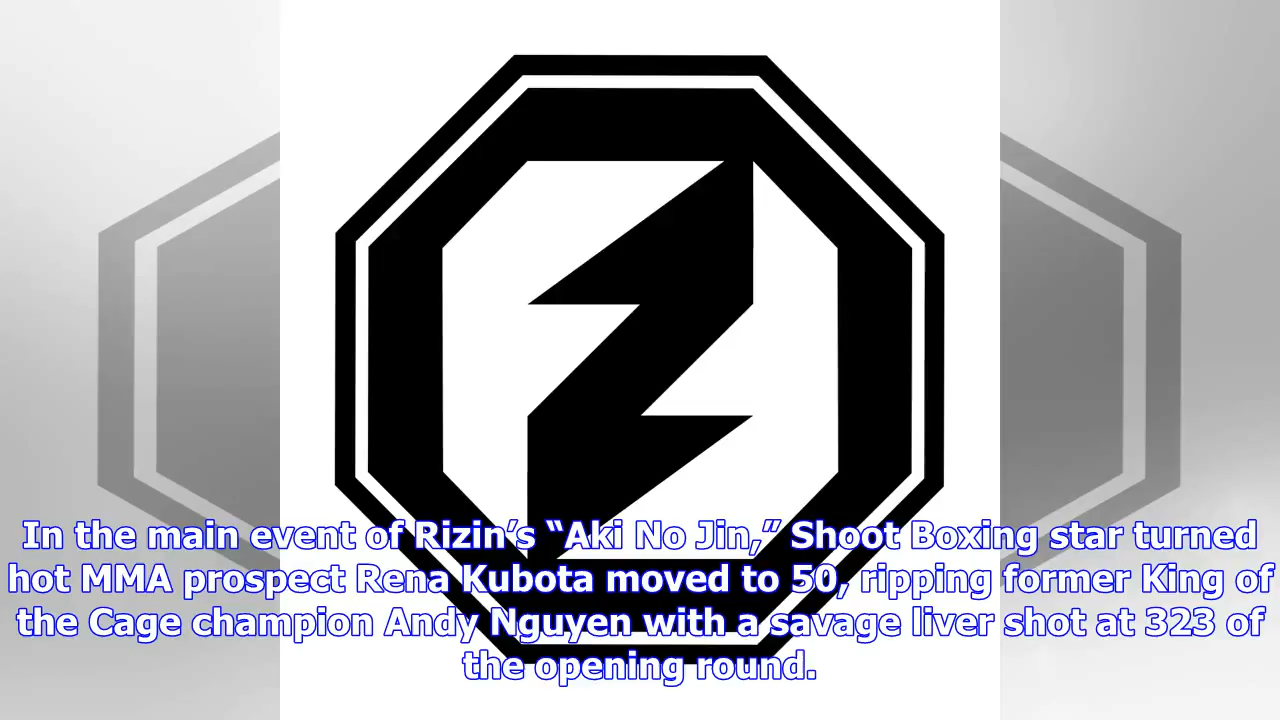 In the main event of Rizin’s “Aki No Jin,” Shoot Boxing star turned
hot MMA prospect Rena Kubota moved to 50, ripping former King of
the Cage champion Andy Nguyen with a savage liver shot at 323 of
the opening round.